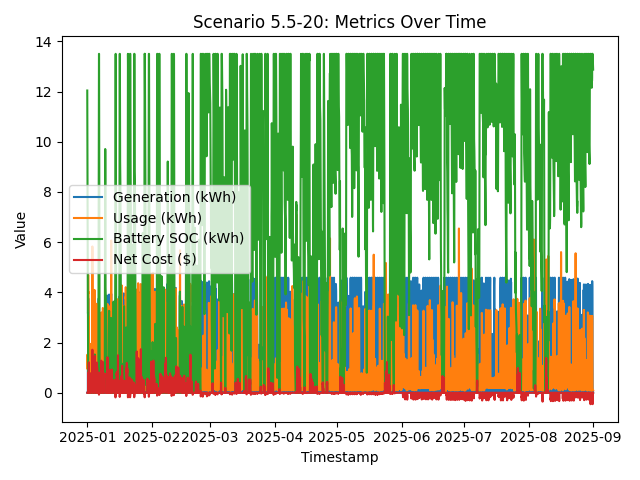 Scenario 5.5-20: Metrics Over Time
Value
14
12
10
8
6
4
2
0
Generation (kWh)
Usage (kWh)
Battery SOC (kWh)
Net Cost ($)
2025-01 2025-02 2025-03 2025-04 2025-05 2025-06 2025-07 2025-08 2025-09
Timestamp